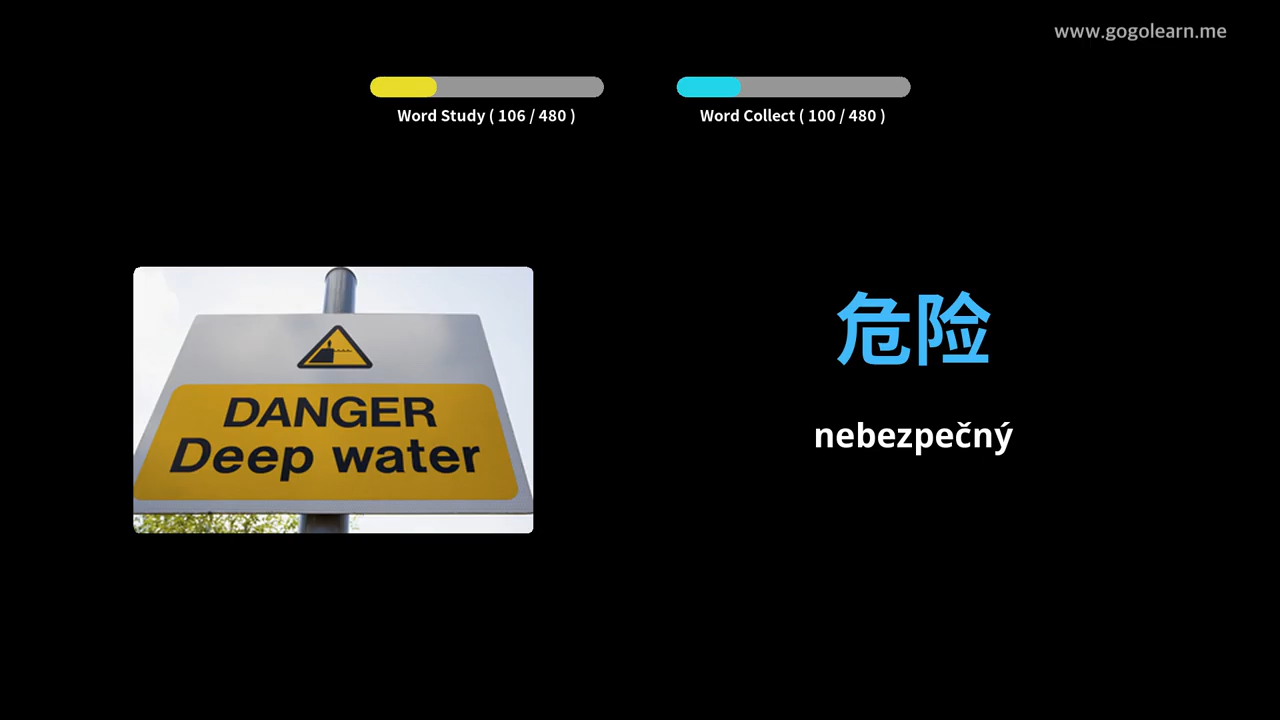 www.gogolearn.me
Word Study ( 106 / 480 )
Word Collect ( 100 / 480 )
DANGER
Deep water
危险
nebezpečný